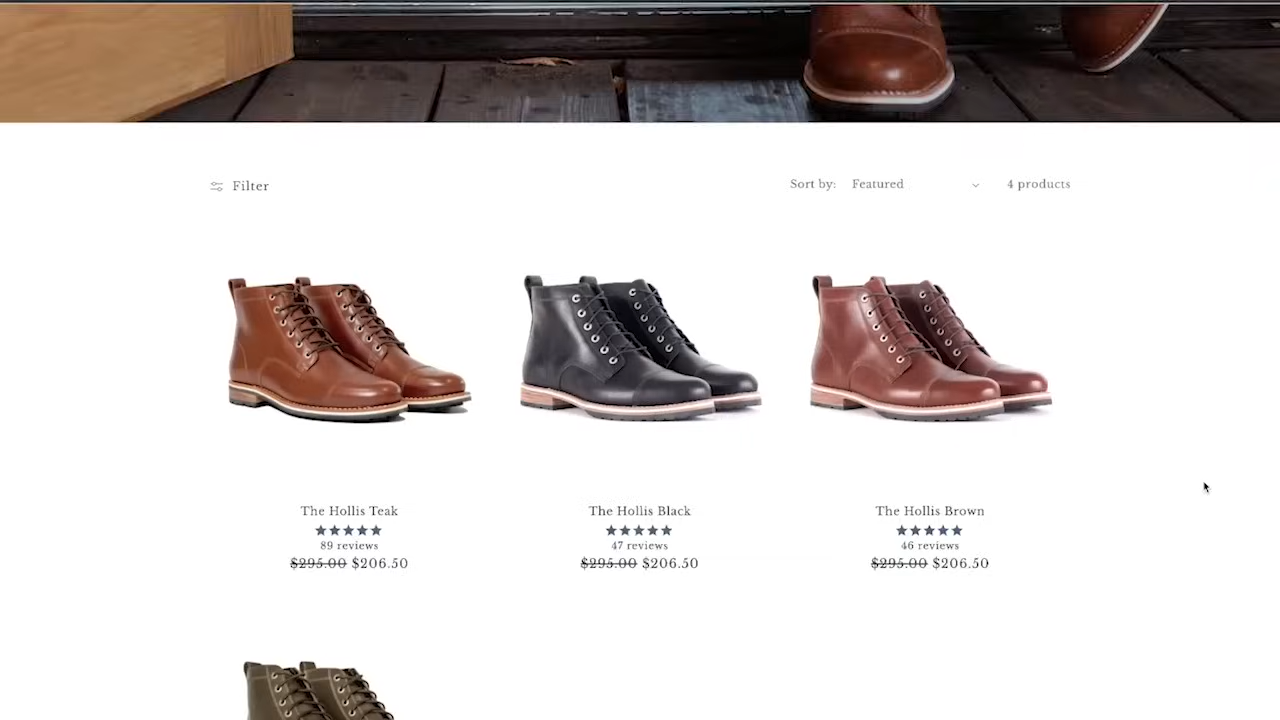 Filter
Sort by: Featured
4 products
The Hollis Teak
89 reviews
$295.00 $206.50
The Hollis Black
47 reviews
$295.00 $206.50
The Hollis Brown
46 reviews
$295.00 $206.50